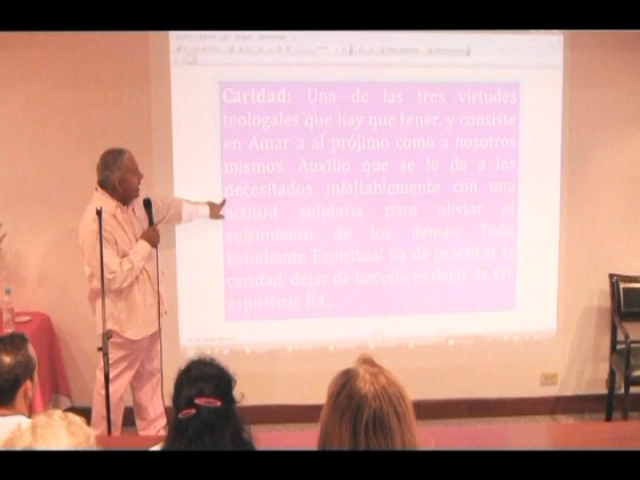 Caridad: Una de las tres virtudes
teologales que hay que tener, y consiste
en Amar a al prójimo como a nosotros
mismos. Auxilio que se le da a los
necesitados infaltablemente con una
actitud solidaria para aliviar el
sufrimiento de los demás. Todo
Estudiante Espiritual ha de practicar la
caridad, dejar de hacerlo es dejar de ser
espiritual. R.C.